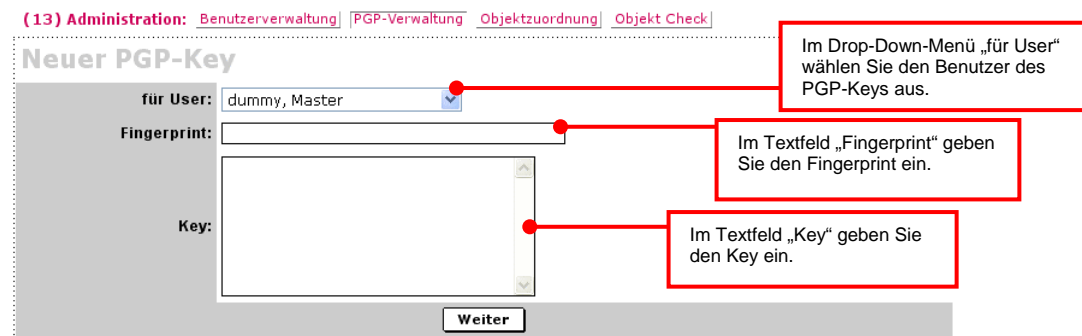 (13) Administration: Benutzerverwaltung| PGP-Verwaltung Objektzuordnung| Objekt Check|
Neuer PGP-Key
Im Drop-Down-Menü „für User“
wählen Sie den Benutzer des
PGP-Keys aus.
für User: dummy, Master
Fingerprint:
Im Textfeld „Fingerprint“ geben
Sie den Fingerprint ein.
Key:
Im Textfeld „Key“ geben Sie
den Key ein.
Weiter